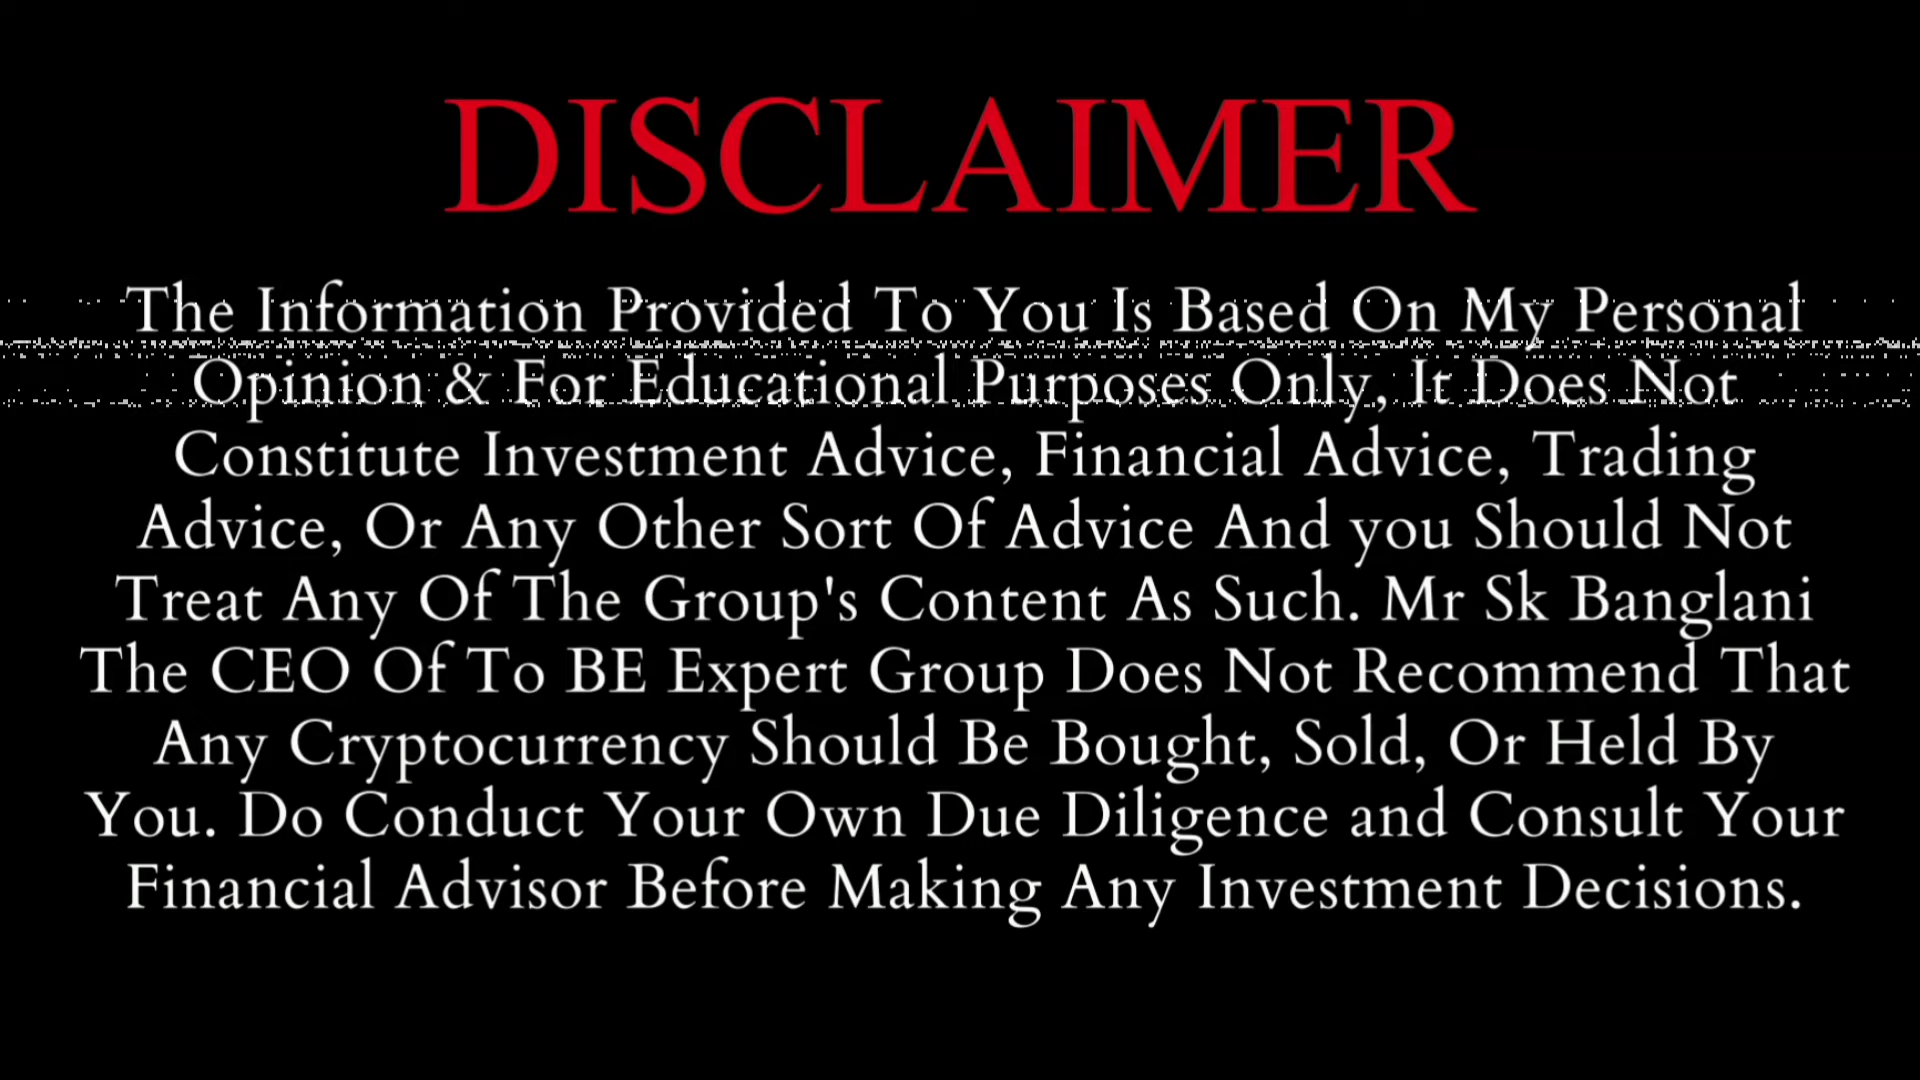 DISCLAIMER
The Information Provided To You Is Based On My Personal
Opinion & For Educational Purposes Only, It Does Not
Constitute Investment Advice, Financial Advice, Trading
Advice, Or Any Other Sort Of Advice And you Should Not
Treat Any Of The Group's Content As Such. Mr Sk Banglani
The CEO Of To BE Expert Group Does Not Recommend That
Any Cryptocurrency Should Be Bought, Sold, Or Held By
You. Do Conduct Your Own Due Diligence and Consult Your
Financial Advisor Before Making Any Investment Decisions.